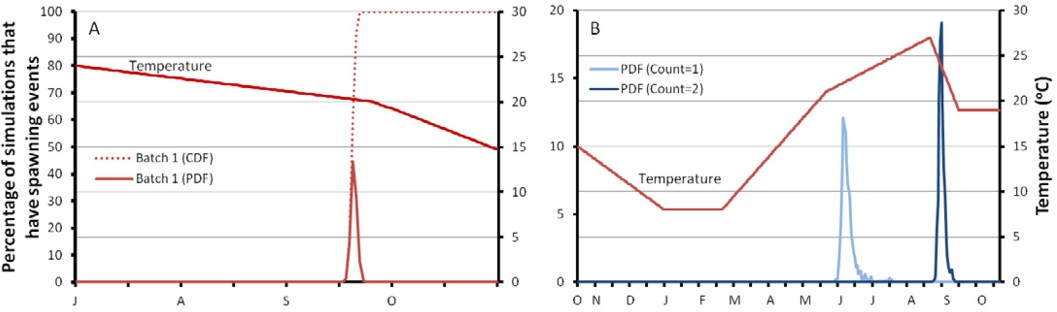 Percentage of simulations that
have spawning events
100
90
80
70
60
50
40
30
20
10
0
A
Temperature
Batch 1 (CDF)
Batch 1 (PDF)
30
25
20
15
10
5
0
J A S O
20
15
10
5
0
B
PDF (Count=1)
PDF (Count=2)
Temperature
30
25
20
15
10
5
0
Temperature (°C)
O N D J F M A M J J A S O